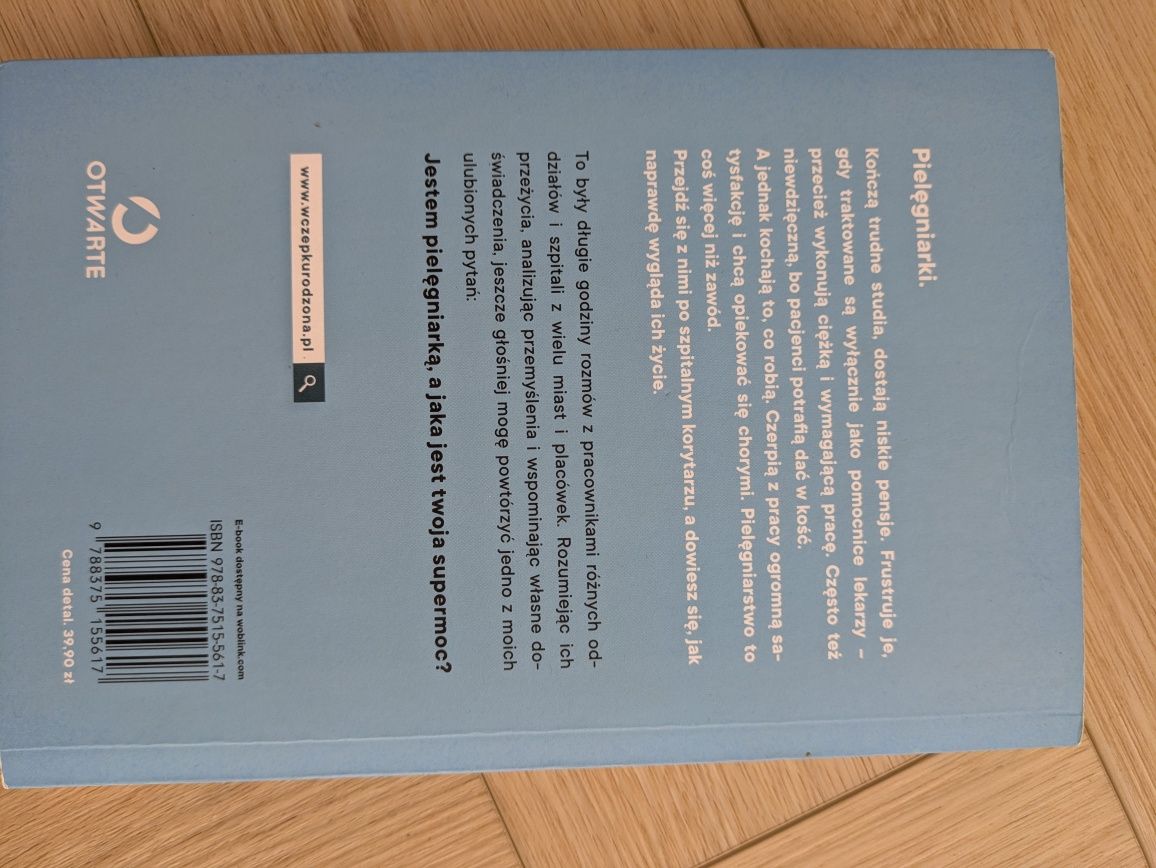 Pielęgniarki.
Kończą trudne studia, dostają niskie pensje. Frustruje je,
gdy traktowane są wyłącznie jako pomocnice lekarzy –
przecież wykonują ciężką i wymagającą pracę. Często też
niewdzięczną, bo pacjenci potrafią dać w kość.
A jednak kochają to, co robią. Czerpią z pracy ogromną sa-
tysfakcję i chcą opiekować się chorymi. Pielęgniarstwo to
coś więcej niż zawód.
Przejdź się z nimi po szpitalnym korytarzu, a dowiesz się, jak
naprawdę wygląda ich życie.
To były długie godziny rozmów z pracownikami różnych od-
działów i szpitali z wielu miast i placówek. Rozumiejąc ich
przeżycia, analizując przemyślenia i wspominając własne do-
świadczenia, jeszcze głośniej mogę powtórzyć jedno z moich
ulubionych pytań:
Jestem pielęgniarką, a jaka jest twoja supermoc?
www.wczepkurodzona.pl
OTWARTE
E-book dostępny na woblink.com
ISBN 978-83-7515-561-7
9 788375 155617
Cena detal. 39,90 zł